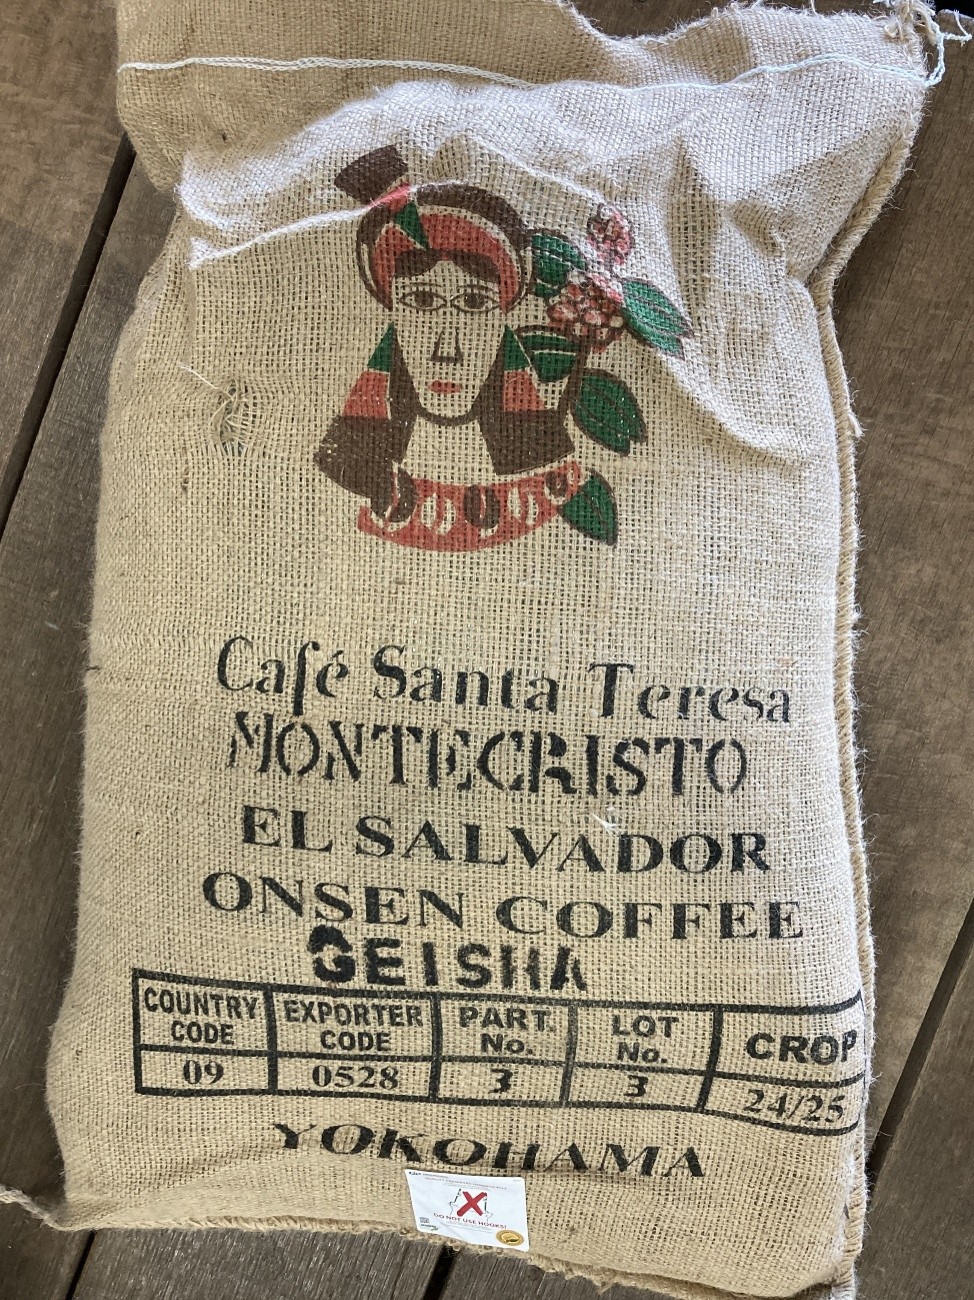 Café Santa Teresa
MONTECRISTO
EL SALVADOR
ONSEN COFFEE
GEISHA
COUNTRY CODE EXPORTER CODE PART. No. LOT No. CROP
09 0528 3 3 24/25
YOKOHAMA
X
DO NOT USE HOOKS!